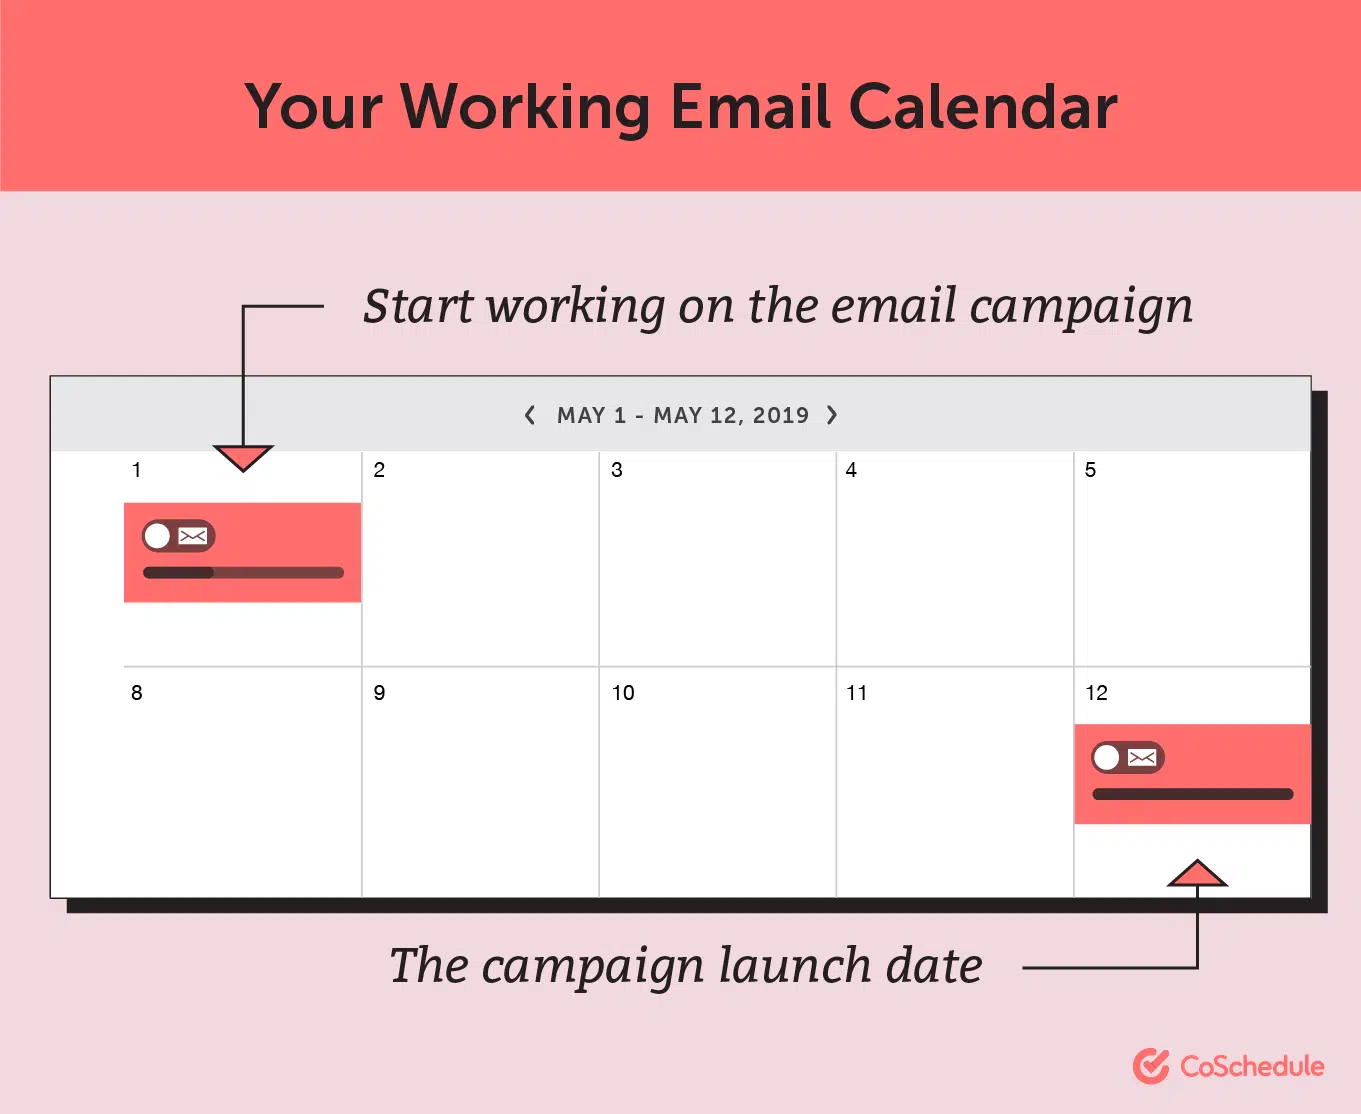 Your Working Email Calendar
Start working on the email campaign
MAY 1 - MAY 12, 2019
1 2 3 4 5
8 9 10 11 12
The campaign launch date
CoSchedule